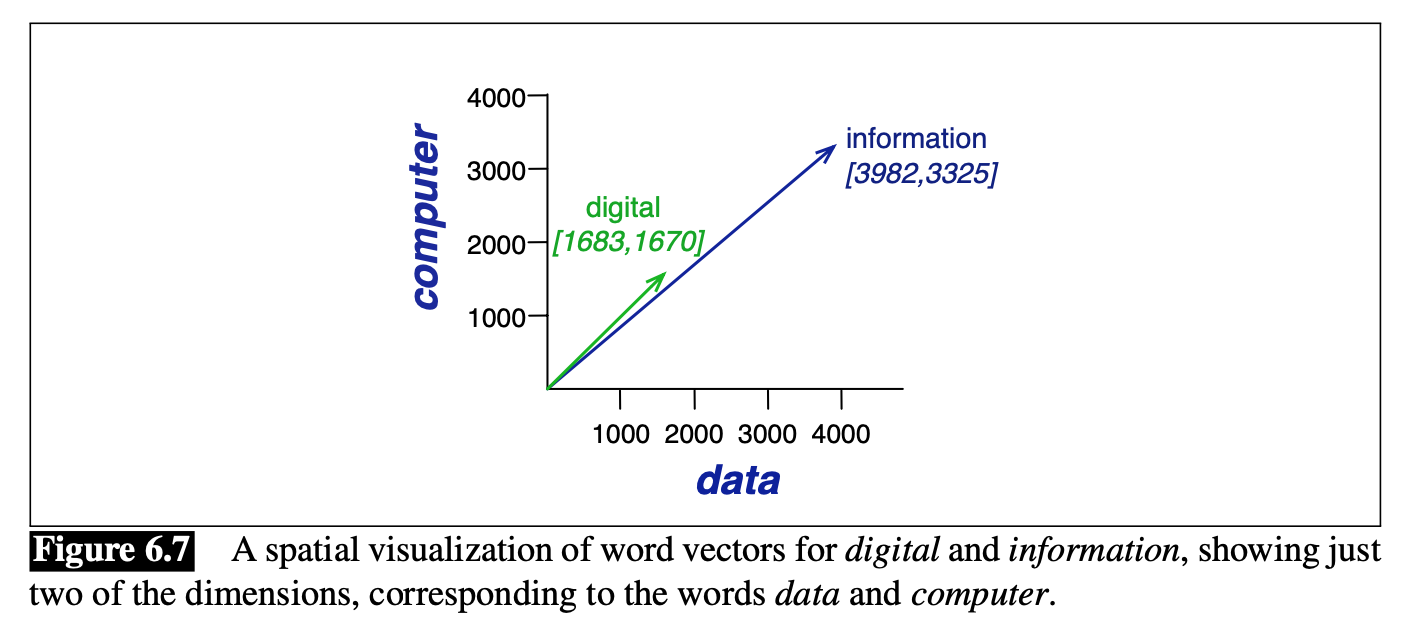 4000
3000
2000
1000
computer
digital
[1683,1670]
information
[3982,3325]
1000 2000 3000 4000
data
Figure 6.7 A spatial visualization of word vectors for digital and information, showing just
two of the dimensions, corresponding to the words data and computer.